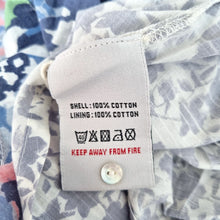 SHELL:100% COTTON
LINING:100% COTTON
KEEP AWAY FROM FIRE